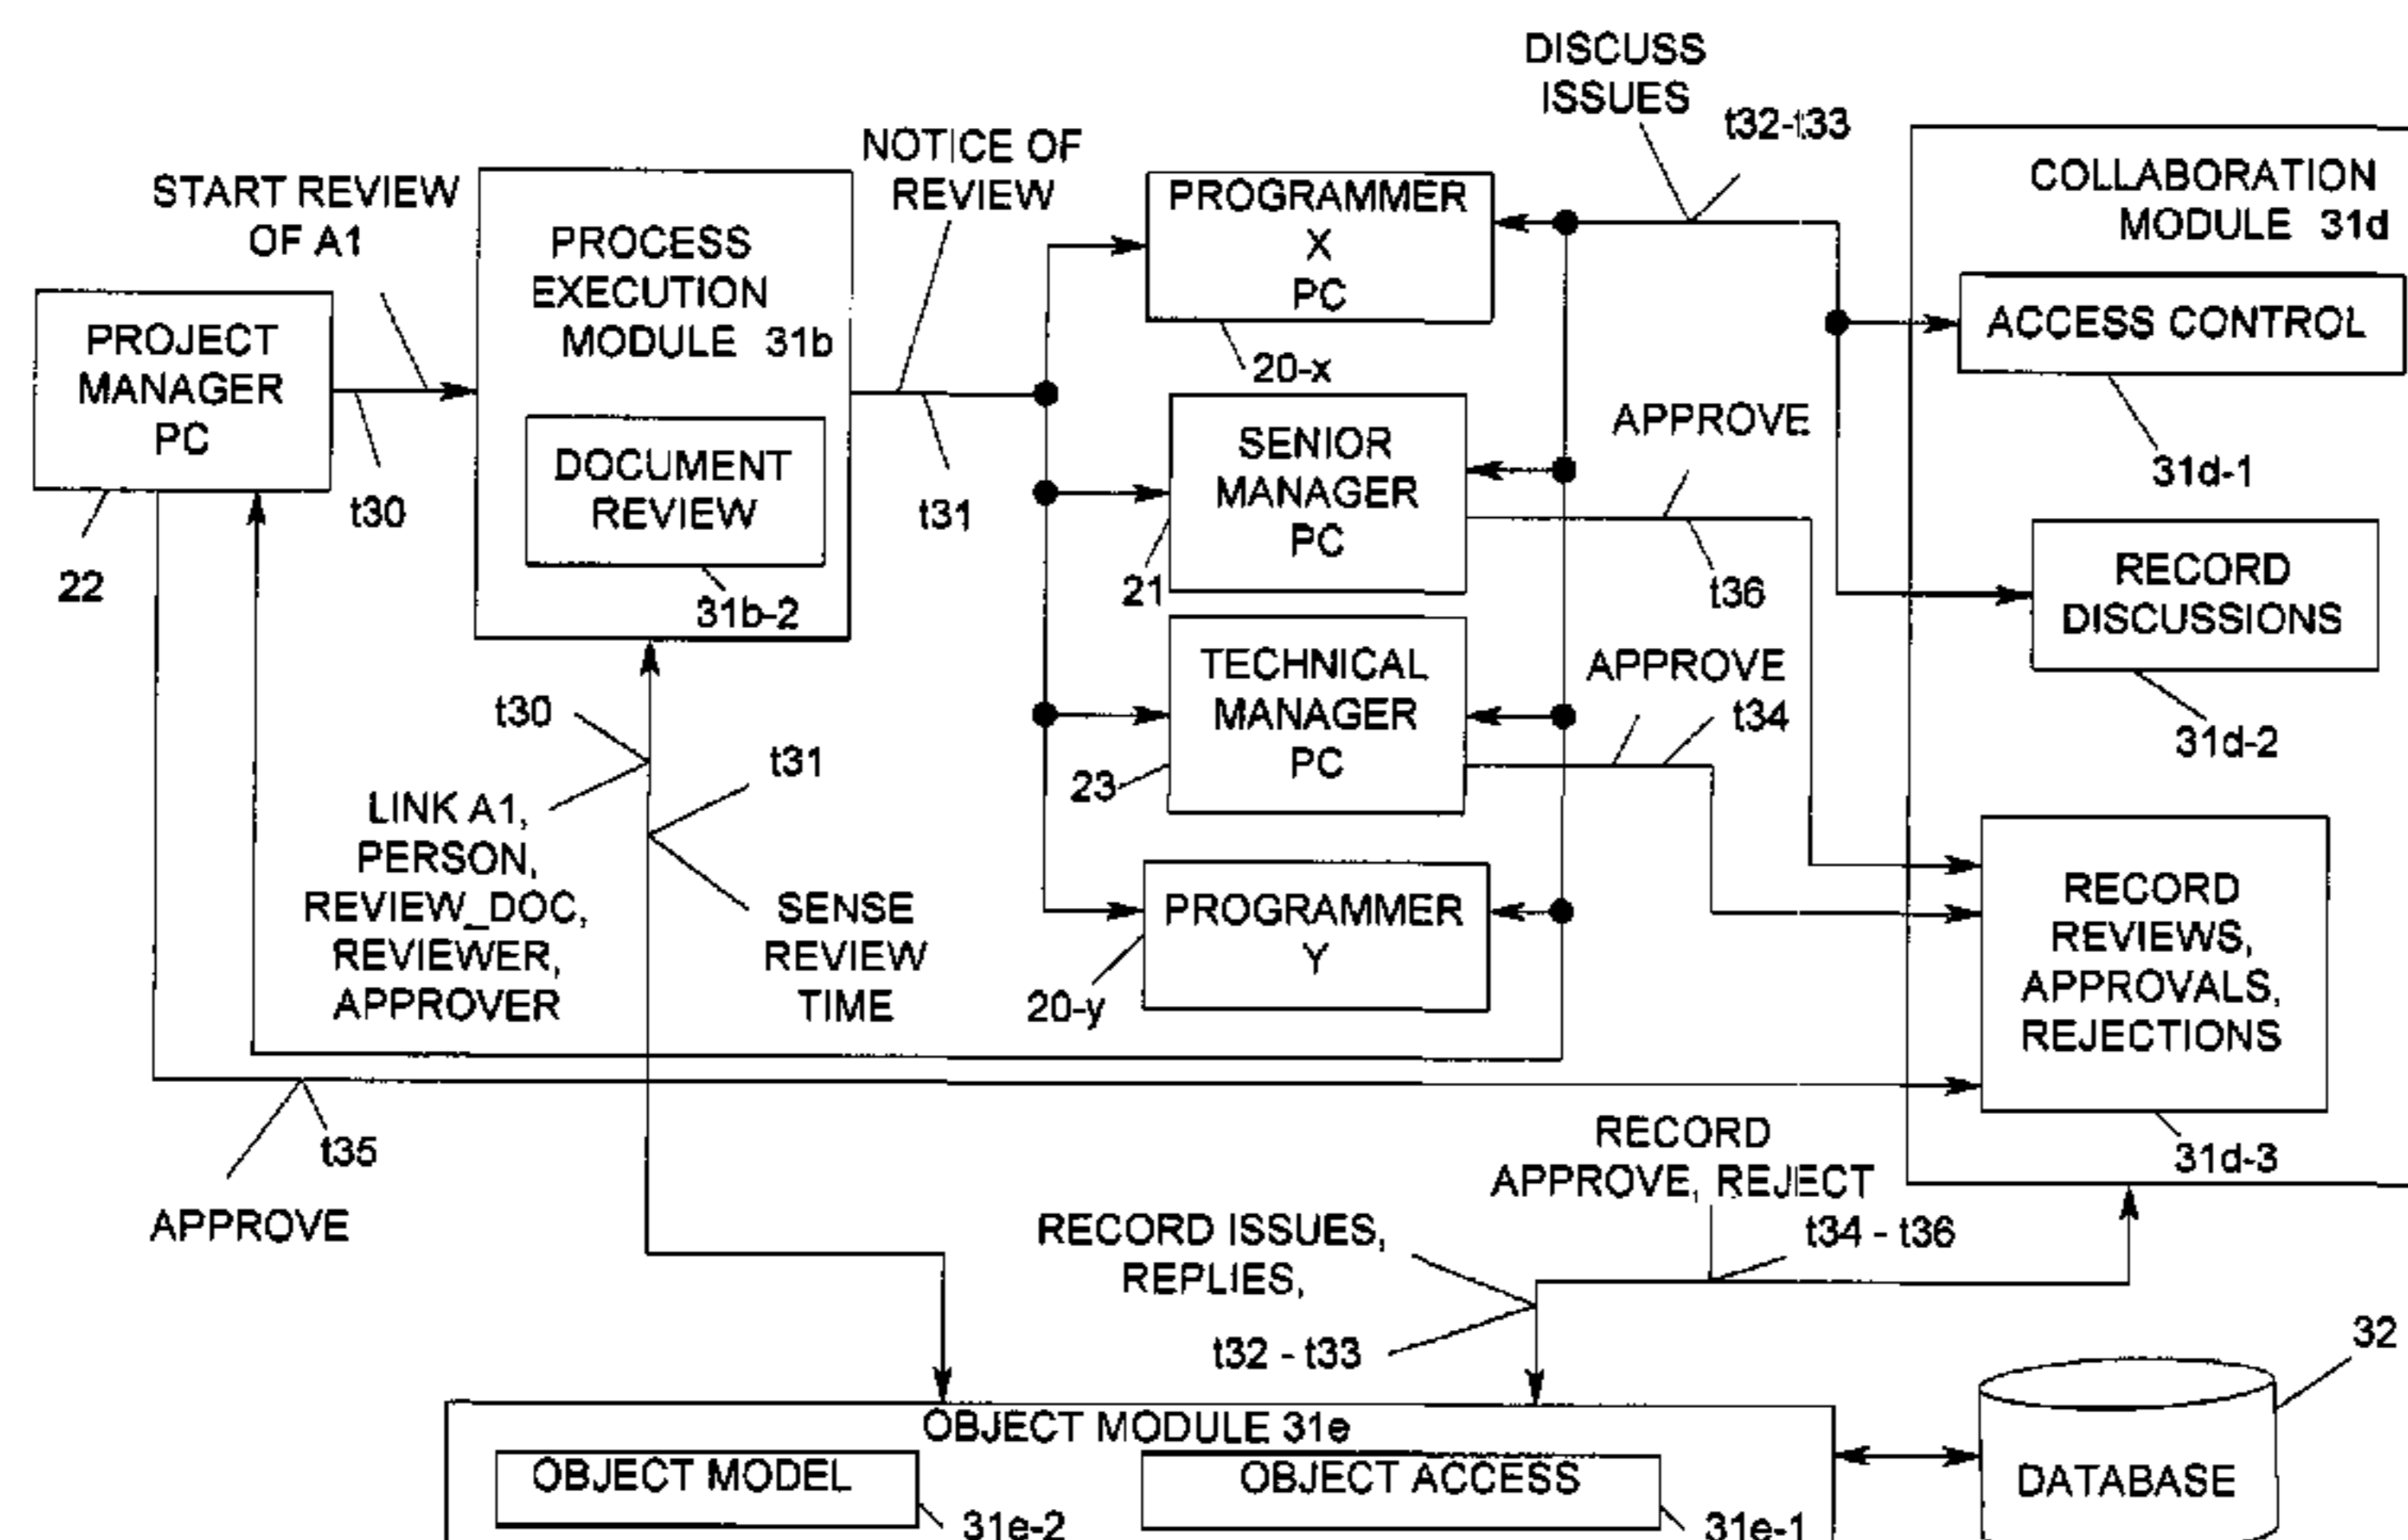 DISCUSS
ISSUES
t32-t33
NOTICE OF
REVIEW
START REVIEW
OF A1
PROCESS
EXECUTION
MODULE 31b
DOCUMENT
REVIEW
31b-2
PROJECT
MANAGER
PC
22
t30
t31
PROGRAMMER
X
PC
20-x
SENIOR
MANAGER
PC
21
TECHNICAL
MANAGER
PC
23
PROGRAMMER
Y
20-y
APPROVE
t36
APPROVE
t34
COLLABORATION
MODULE 31d
ACCESS CONTROL
31d-1
RECORD
DISCUSSIONS
31d-2
RECORD
REVIEWS,
APPROVALS,
REJECTIONS
31d-3
t30
t31
LINK A1,
PERSON,
REVIEW_DOC,
REVIEWER,
APPROVER
SENSE
REVIEW
TIME
t35
APPROVE
RECORD
APPROVE, REJECT
t34 - t36
RECORD ISSUES,
REPLIES,
t32 - t33
32
DATABASE
OBJECT MODULE 31e
OBJECT MODEL
31e-2
OBJECT ACCESS
31e-1